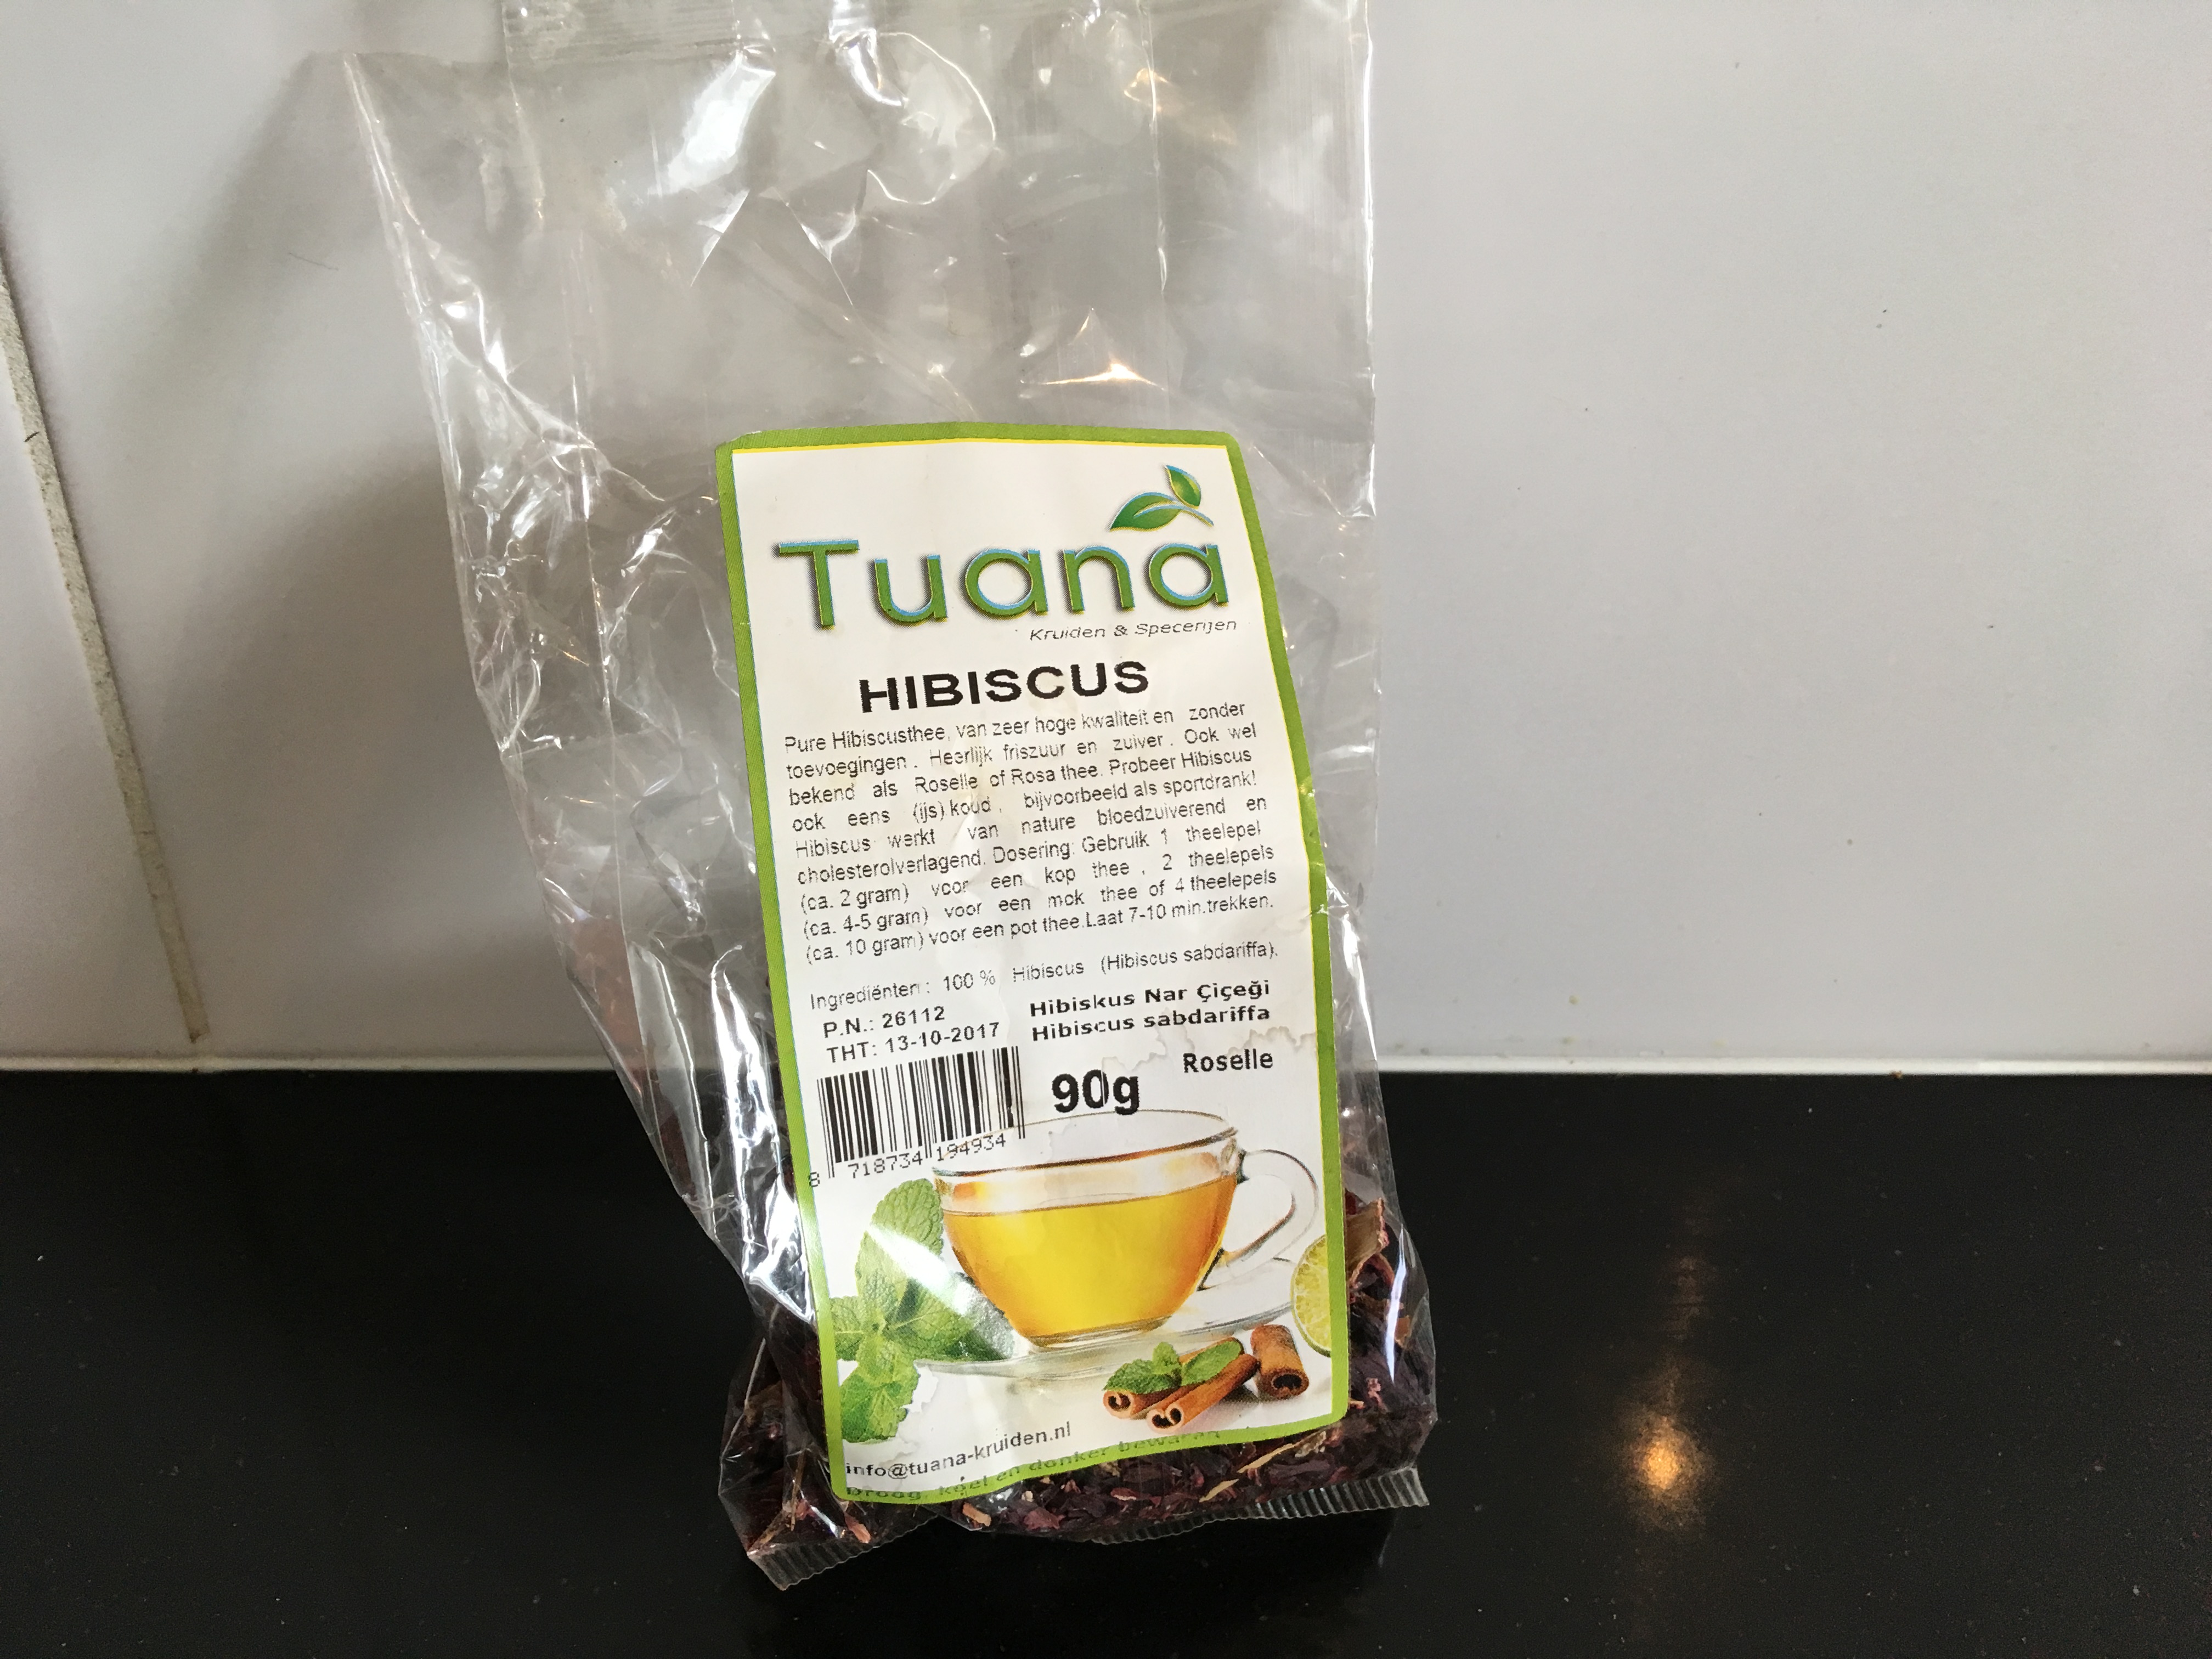 Tuana
Kruiden & Specerijen
HIBISCUS
Pure Hibiscusthee, van zeer hoge kwaliteit en zonder
toevoegingen. Heerlijk friszuur en zuiver. Ook wel
bekend als Roselle of Rosa thee. Probeer Hibiscus
ook eens (ijs) koud, bijvoorbeeld als sportdrank!
Hibiscus werkt van nature bloedzuiverend en
cholesterolverlagend. Dosering: Gebruik 1 theelepel
(ca. 2 gram) voor een kop thee, 2 theelepels
(ca. 4-5 gram) voor een mok thee of 4 theelepels
(ca. 10 gram) voor een pot thee.Laat 7-10 min.trekken.
Ingrediënten: 100 % Hibiscus (Hibiscus sabdariffa).
P.N.: 26112
THT: 13-10-2017
Hibiskus Nar Çiçeği
Hibiscus sabdariffa
Roselle
90g
8 718734 194934
info@tuana-kruiden.nl
Droog, koel en donker bewaren